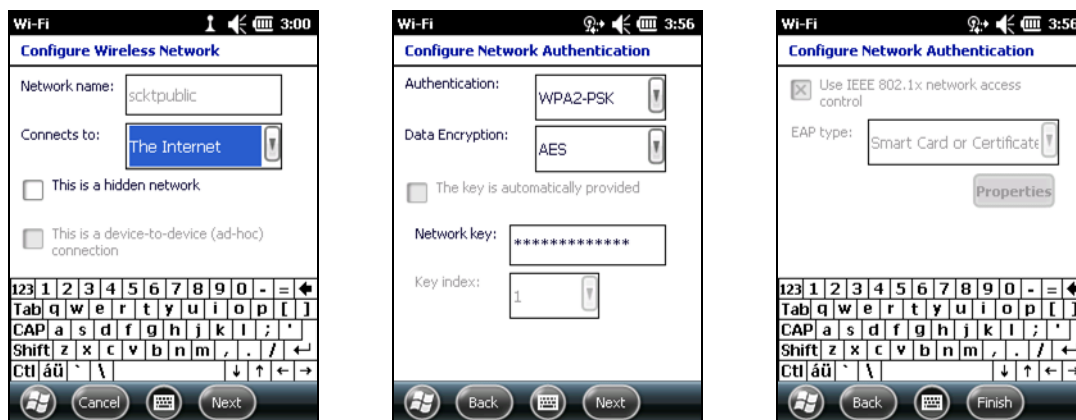 Wi-Fi 3:00
Configure Wireless Network
Network name: scktpublic
Connects to: The Internet
This is a hidden network
This is a device-to-device (ad-hoc)
connection
123 1 2 3 4 5 6 7 8 9 0 - = ←
Tab q w e r t y u i o p [ ]
CAP a s d f g h j k l ; '
Shift z x c v b n m , . / ↵
Ctl áü ` \ ↓ ↑ ← →
Cancel Next
Wi-Fi 3:56
Configure Network Authentication
Authentication: WPA2-PSK
Data Encryption: AES
The key is automatically provided
Network key: *************
Key index: 1
Back Next
Wi-Fi 3:56
Configure Network Authentication
Use IEEE 802.1x network access
control
EAP type: Smart Card or Certificate
Properties
123 1 2 3 4 5 6 7 8 9 0 - = ←
Tab q w e r t y u i o p [ ]
CAP a s d f g h j k l ; '
Shift z x c v b n m , . / ↵
Ctl áü ` \ ↓ ↑ ← →
Back Finish